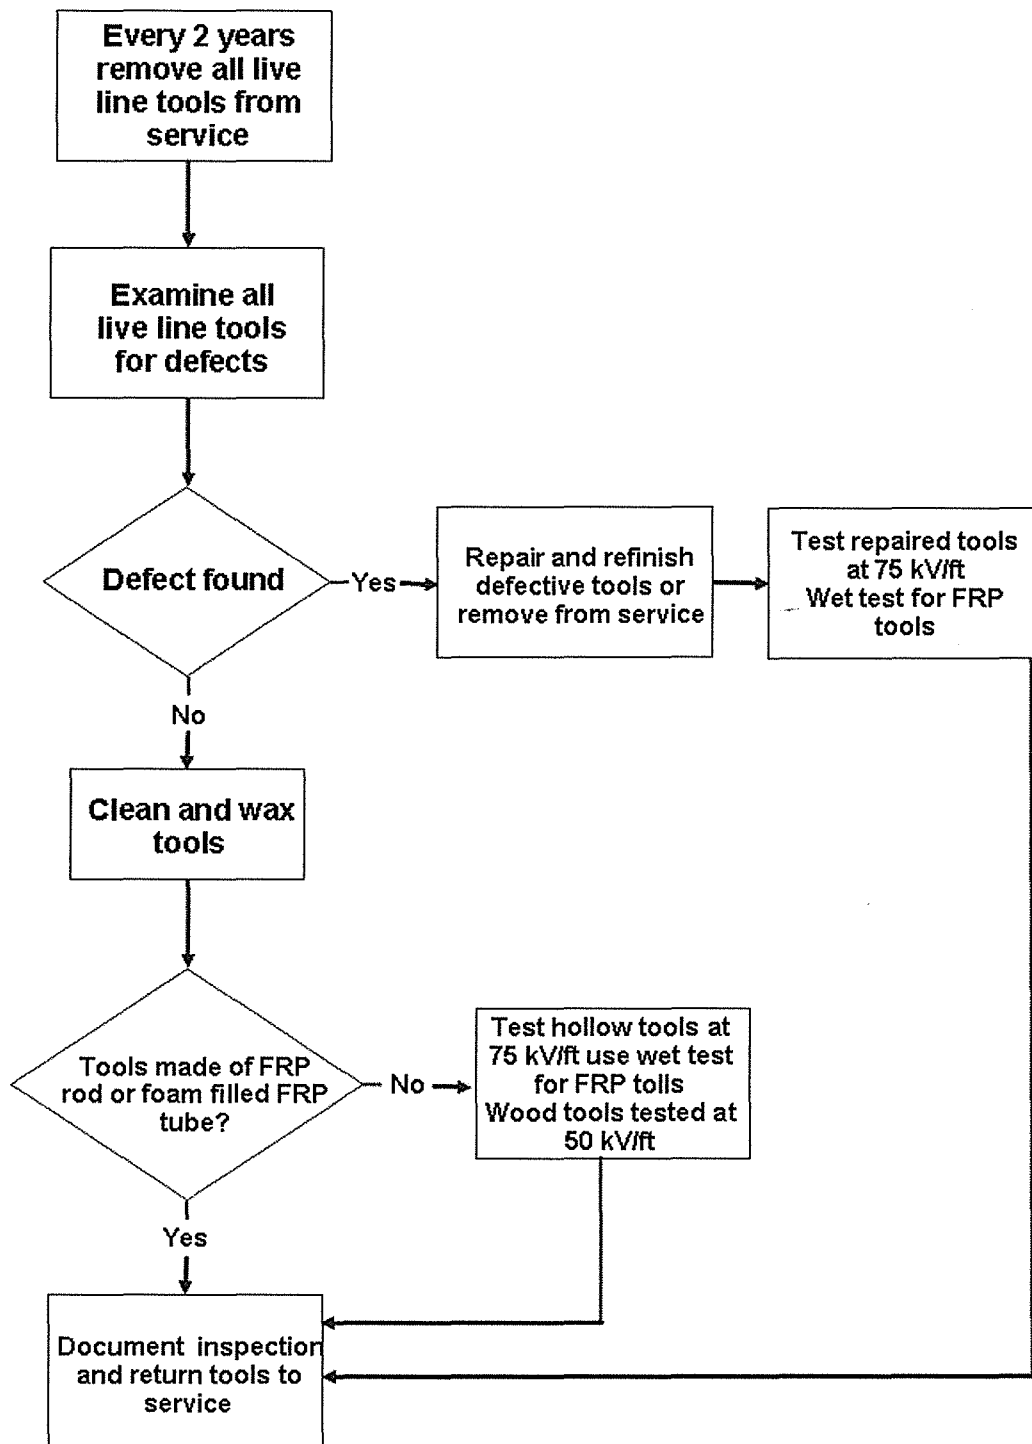 Every 2 years
remove all live
line tools from
service
Examine all
live line tools
for defects
Defect found
Yes
Repair and refinish
defective tools or
remove from service
Test repaired tools
at 75 kV/ft
Wet test for FRP
tools
No
Clean and wax
tools
Tools made of FRP
rod or foam filled FRP
tube?
No
Test hollow tools at
75 kV/ft use wet test
for FRP tolls
Wood tools tested at
50 kV/ft
Yes
Document inspection
and return tools to
service